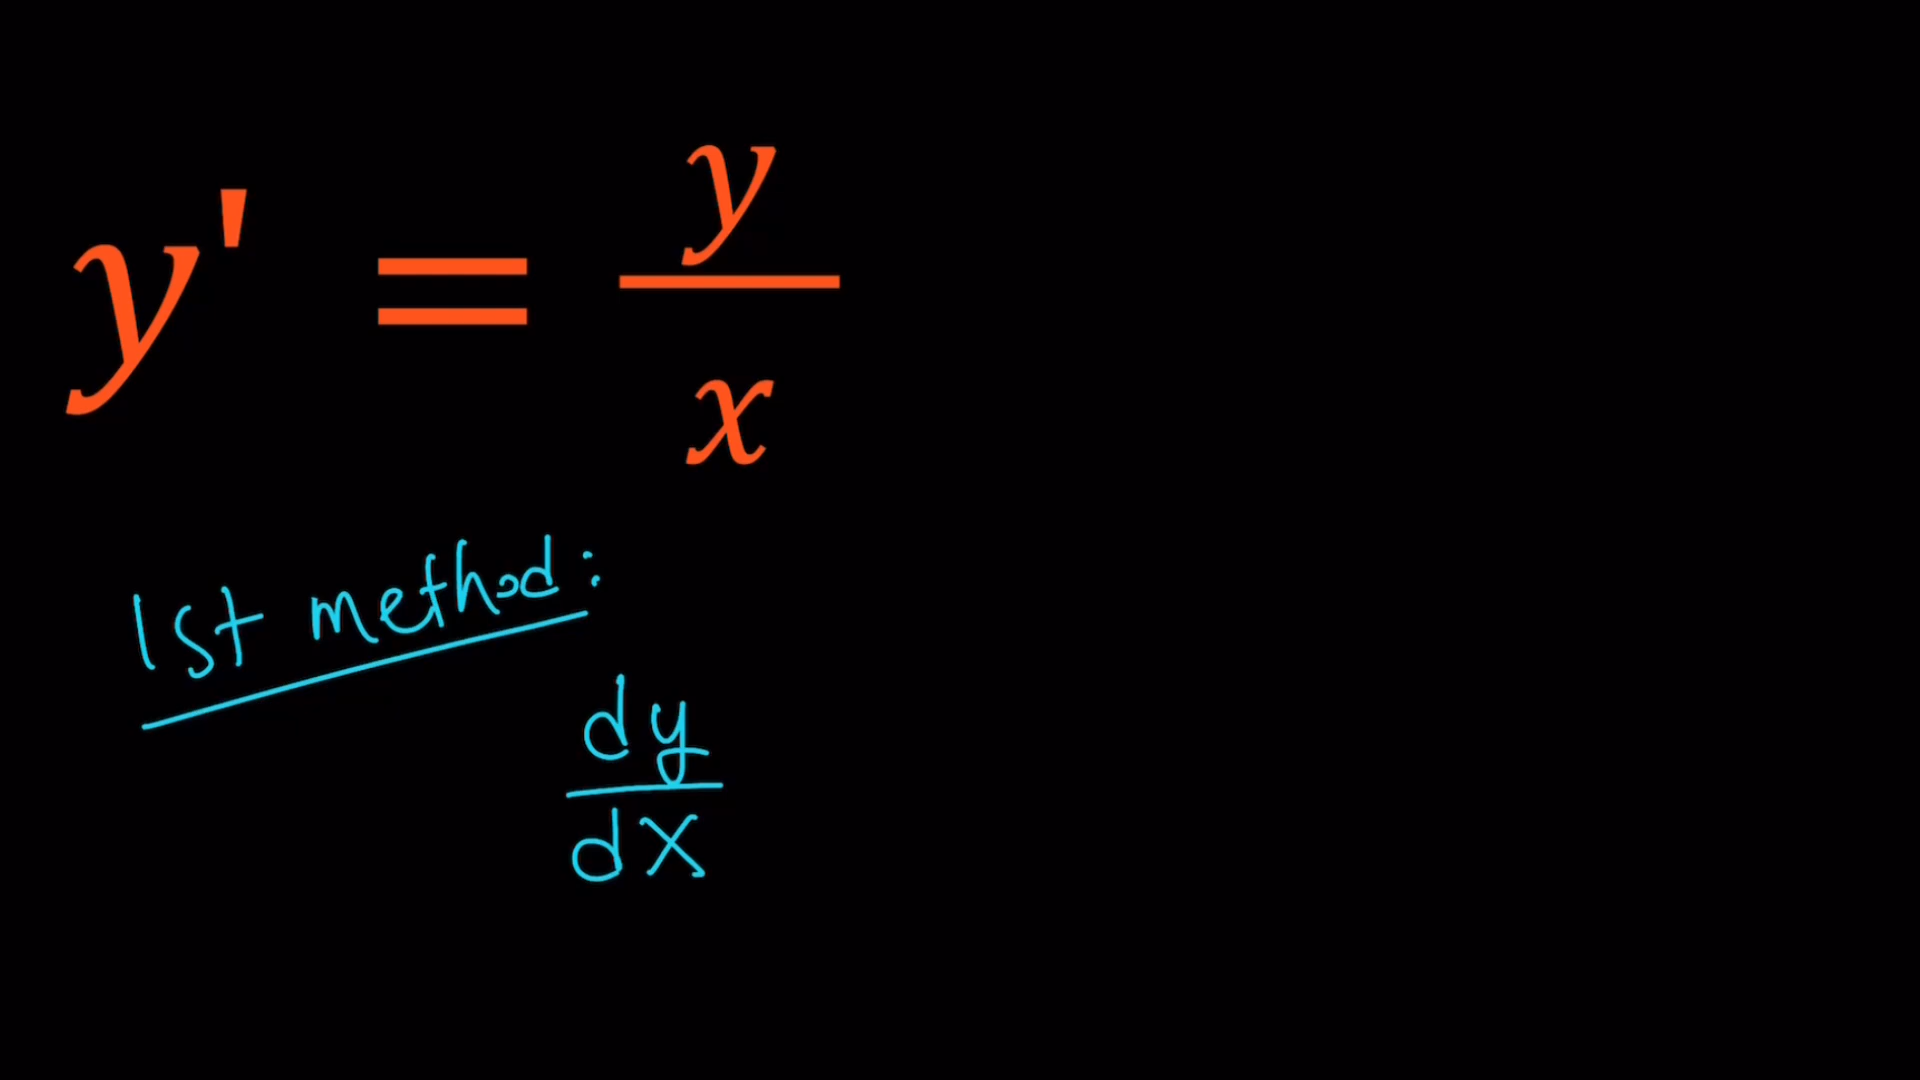 y' = y/x
1st method:
dy/dx